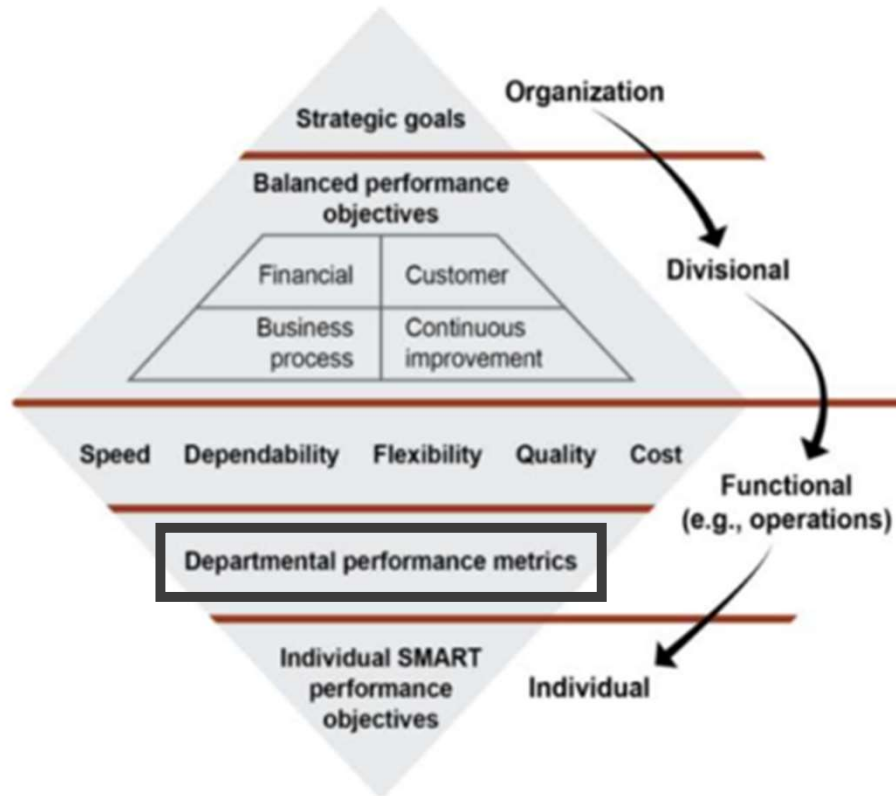 Organization
Strategic goals
Balanced performance
objectives
Divisional
Financial
Customer
Business
process
Continuous
improvement
Speed
Dependability
Flexibility
Quality
Cost
Functional
(e.g., operations)
Departmental performance metrics
Individual SMART
performance
objectives
Individual